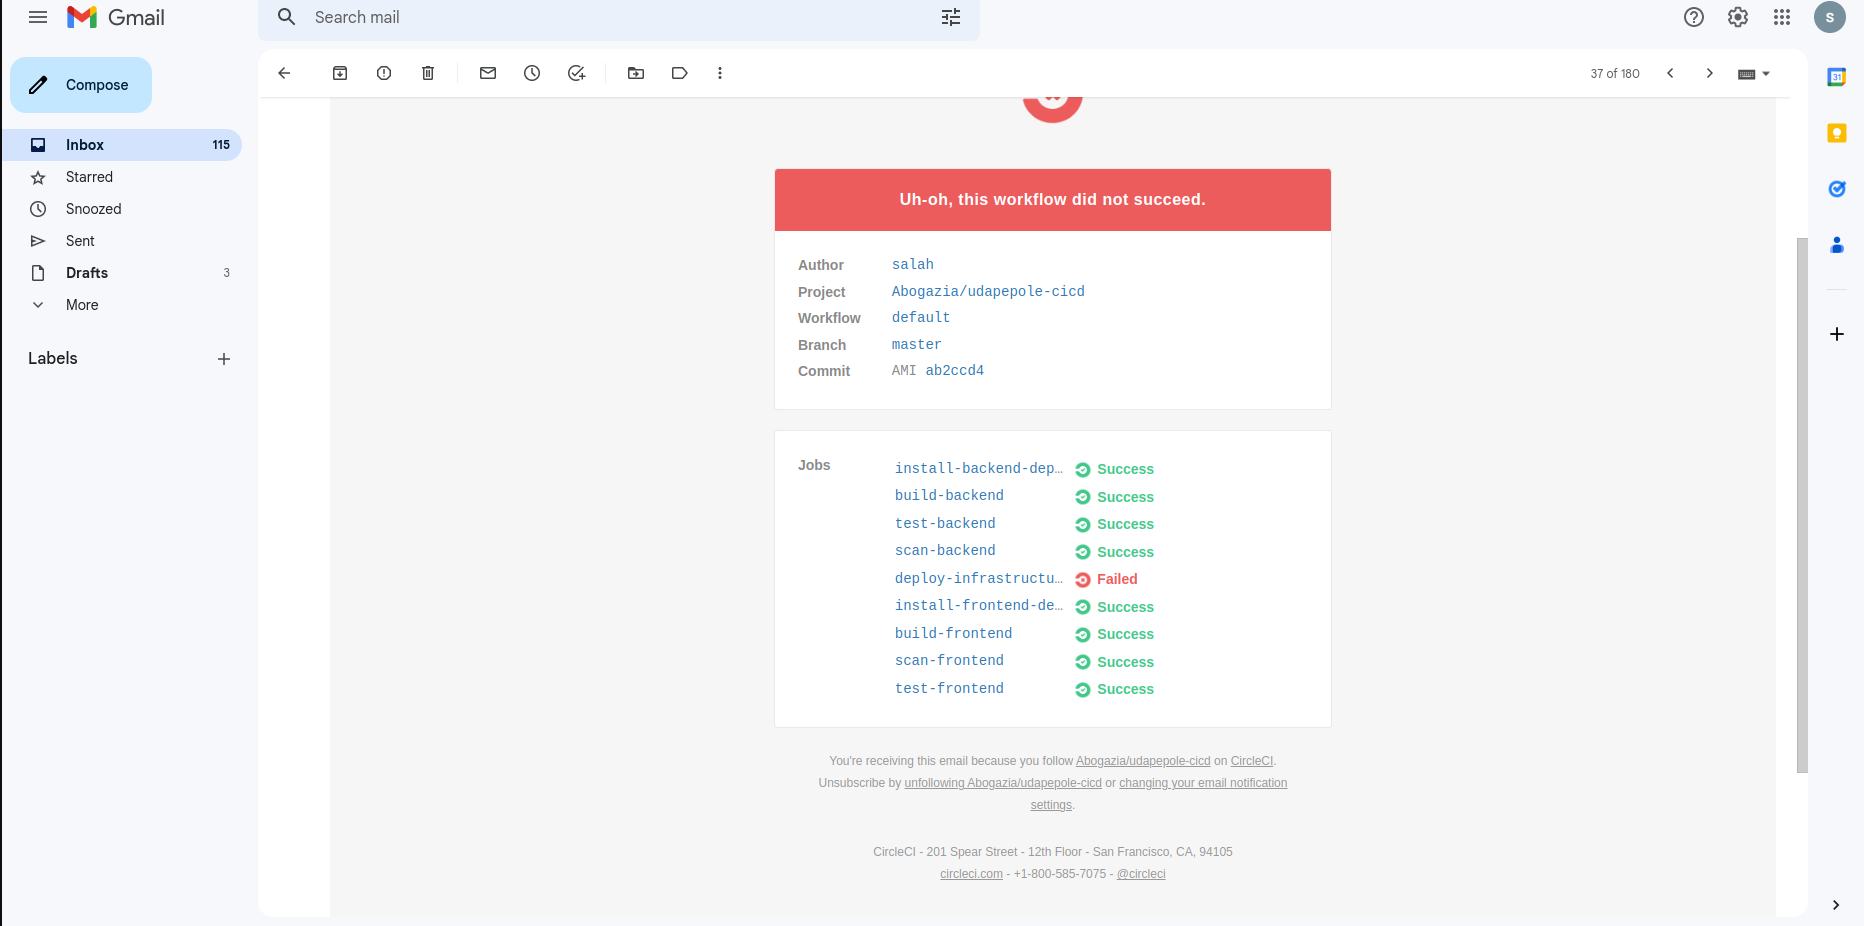 Gmail
Search mail
S
Compose
37 of 180
31
Inbox 115
Starred
Snoozed
Sent
Drafts 3
More
Labels
Uh-oh, this workflow did not succeed.
Author salah
Project Abogazia/udapepole-cicd
Workflow default
Branch master
Commit AMI ab2ccd4
Jobs
install-backend-dep… Success
build-backend Success
test-backend Success
scan-backend Success
deploy-infrastructu… Failed
install-frontend-de… Success
build-frontend Success
scan-frontend Success
test-frontend Success
You're receiving this email because you follow Abogazia/udapepole-cicd on CircleCI.
Unsubscribe by unfollowing Abogazia/udapepole-cicd or changing your email notification
settings.
CircleCI - 201 Spear Street - 12th Floor - San Francisco, CA, 94105
circleci.com - +1-800-585-7075 - @circleci